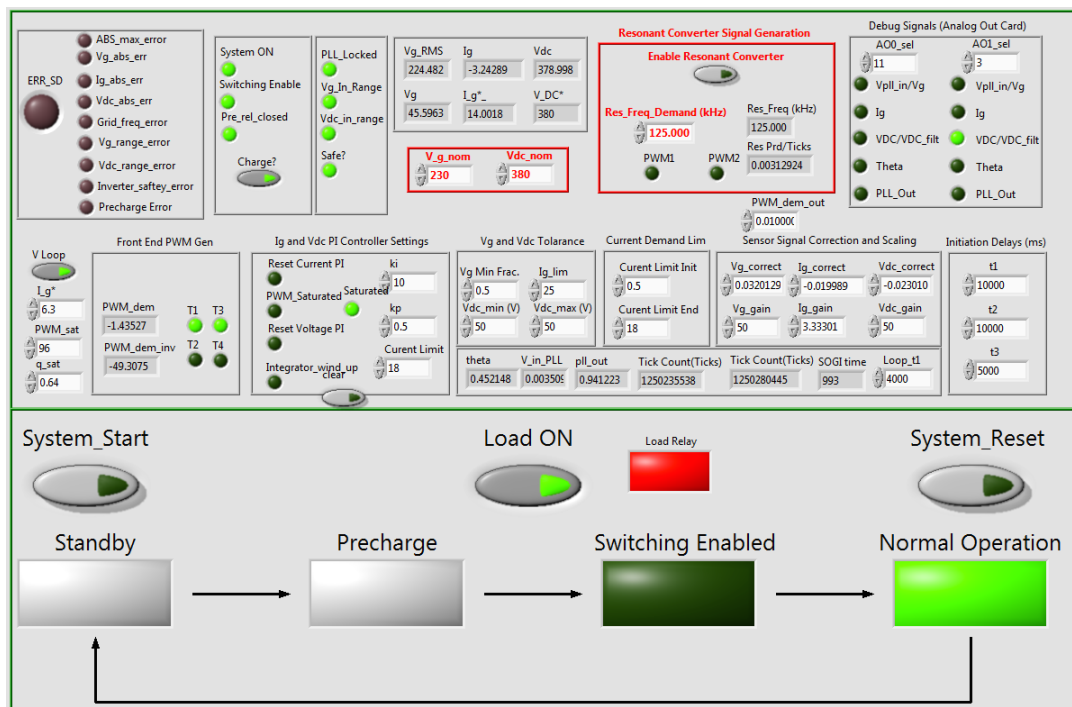 ERR_SD
ABS_max_error
Vg_abs_err
Ig_abs_err
Vdc_abs_err
Grid_freq_error
Vg_range_error
Vdc_range_error
Inverter_saftey_error
Precharge Error
System ON
Switching Enable
Pre_rel_closed
Charge?
PLL_Locked
Vg_In_Range
Vdc_in_range
Safe?
Vg_RMS Ig Vdc
224.482 -3.24289 378.998
Vg I_g*_ V_DC*
45.5963 14.0018 380
V_g_nom Vdc_nom
230 380
Resonant Converter Signal Genaration
Enable Resonant Converter
Res_Freq_Demand (kHz)
125.000
PWM1 PWM2
Res_Freq (kHz)
125.000
Res Prd/Ticks
0.00312924
PWM_dem_out
0.01000
Debug Signals (Analog Out Card)
AO0_sel AO1_sel
11 3
Vpll_in/Vg Vpll_in/Vg
Ig Ig
VDC/VDC_filt VDC/VDC_filt
Theta Theta
PLL_Out PLL_Out
V Loop
I_g*
6.3
PWM_sat
96
q_sat
0.64
Front End PWM Gen
PWM_dem
-1.43527
PWM_dem_inv
-49.3075
T1 T3
T2 T4
Ig and Vdc PI Controller Settings
Reset Current PI
PWM_Saturated
Saturated
Reset Voltage PI
Integrator_wind_up
clear
ki
10
kp
0.5
Curent Limit
18
Vg and Vdc Tolarance
Vg Min Frac. Ig_lim
0.5 25
Vdc_min (V) Vdc_max (V)
50 50
Current Demand Lim
Curent Limit Init
0.5
Curent Limit End
18
Sensor Signal Correction and Scaling
Vg_correct Ig_correct Vdc_correct
0.0320129 -0.019989 -0.023010
Vg_gain Ig_gain Vdc_gain
50 3.33301 50
Initiation Delays (ms)
t1
10000
t2
10000
t3
5000
theta V_in_PLL pll_out Tick Count(Ticks) Tick Count(Ticks) SOGI time Loop_t1
0.452148 0.003509 0.941223 1250235538 1250280445 993 4000
System_Start Load ON Load Relay System_Reset
Standby Precharge Switching Enabled Normal Operation